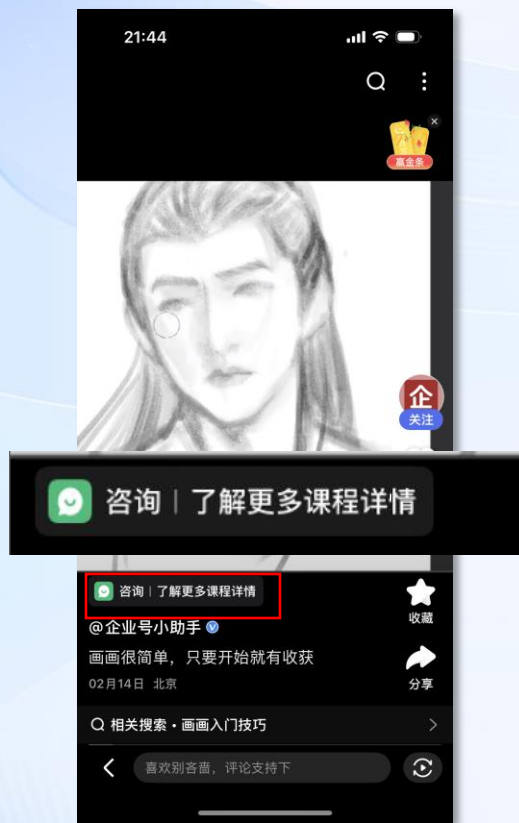 21:44
赢金条
企
关注
咨询｜了解更多课程详情
咨询｜了解更多课程详情
@企业号小助手
收藏
画画很简单，只要开始就有收获
02月14日 北京
分享
相关搜索·画画入门技巧
喜欢别吝啬，评论支持下